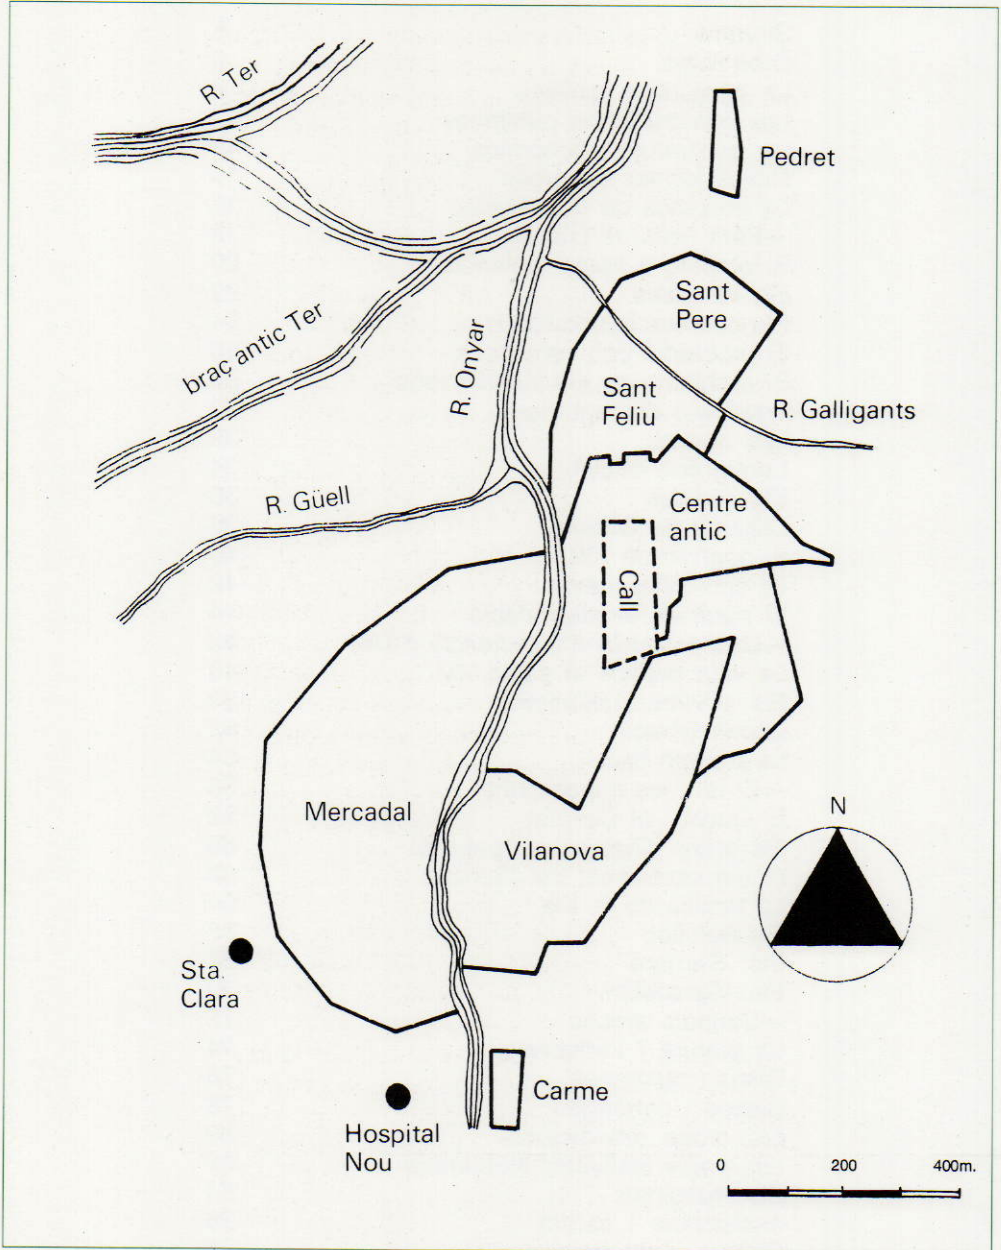 R. Ter
Pedret
Sant
Pere
braç antic Ter
R. Onyar
Sant
Feliu
R. Galligants
R. Güell
Centre
antic
Call
Mercadal
Vilanova
N
Sta.
Clara
Carme
Hospital
Nou
0 200 400m.